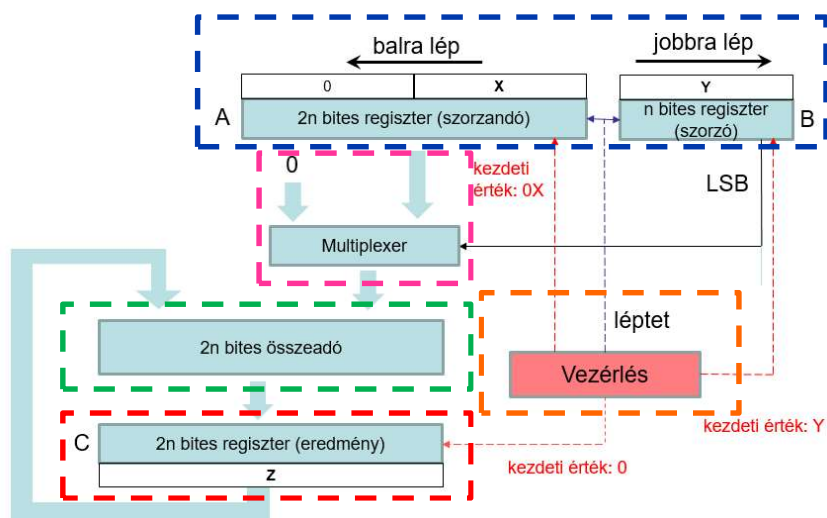 balra lép
jobbra lép
0
X
Y
A
2n bites regiszter (szorzandó)
n bites regiszter
(szorzó)
B
0
kezdeti
érték: 0X
LSB
Multiplexer
léptet
2n bites összeadó
Vezérlés
kezdeti érték: Y
C
2n bites regiszter (eredmény)
kezdeti érték: 0
Z